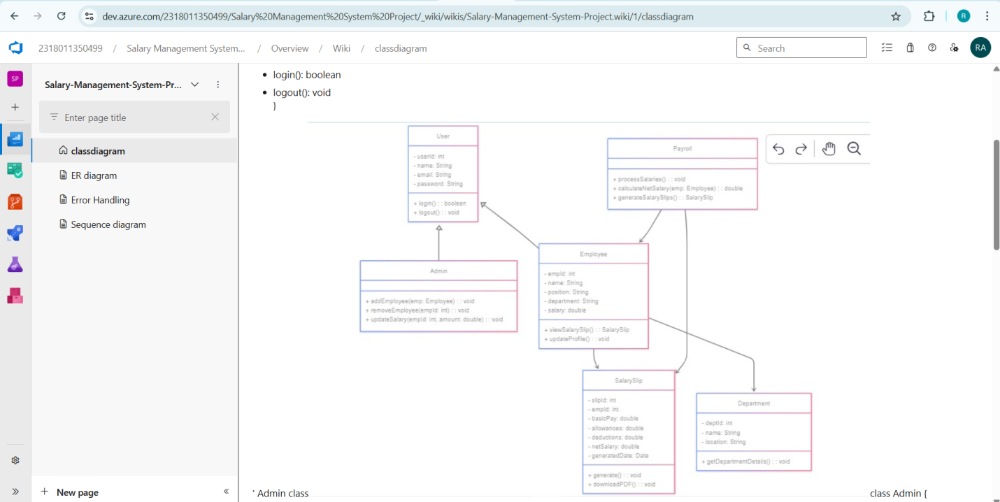 dev.azure.com/2318011350499/Salary%20Management%20System%20Project/_wiki/wikis/Salary-Management-System-Project.wiki/1/classdiagram
R
2318011350499 / Salary Management System... / Overview / Wiki / classdiagram
Search
RA
SP
Salary-Management-System-Pr...
Enter page title
classdiagram
ER diagram
Error Handling
Sequence diagram
New page
• login(): boolean
• logout(): void
}
User
- userId: int
- name: String
- email: String
- password: String
+ login() : : boolean
+ logout() : : void
Payroll
+ processSalaries() : : void
+ calculateNetSalary(emp: Employee) : : double
+ generateSalarySlips() : : SalarySlip
Admin
+ addEmployee(emp: Employee) : : void
+ removeEmployee(empId: int) : : void
+ updateSalary(empId: int, amount: double) : : void
Employee
- empId: int
- name: String
- position: String
- department: String
- salary: double
+ viewSalarySlip() : : SalarySlip
+ updateProfile() : : void
SalarySlip
- slipId: int
- empId: int
- basicPay: double
- allowances: double
- deductions: double
- netSalary: double
- generatedDate: Date
+ generate() : : void
+ downloadPDF() : : void
Department
- deptId: int
- name: String
- location: String
+ getDepartmentDetails() : : void
' Admin class class Admin {